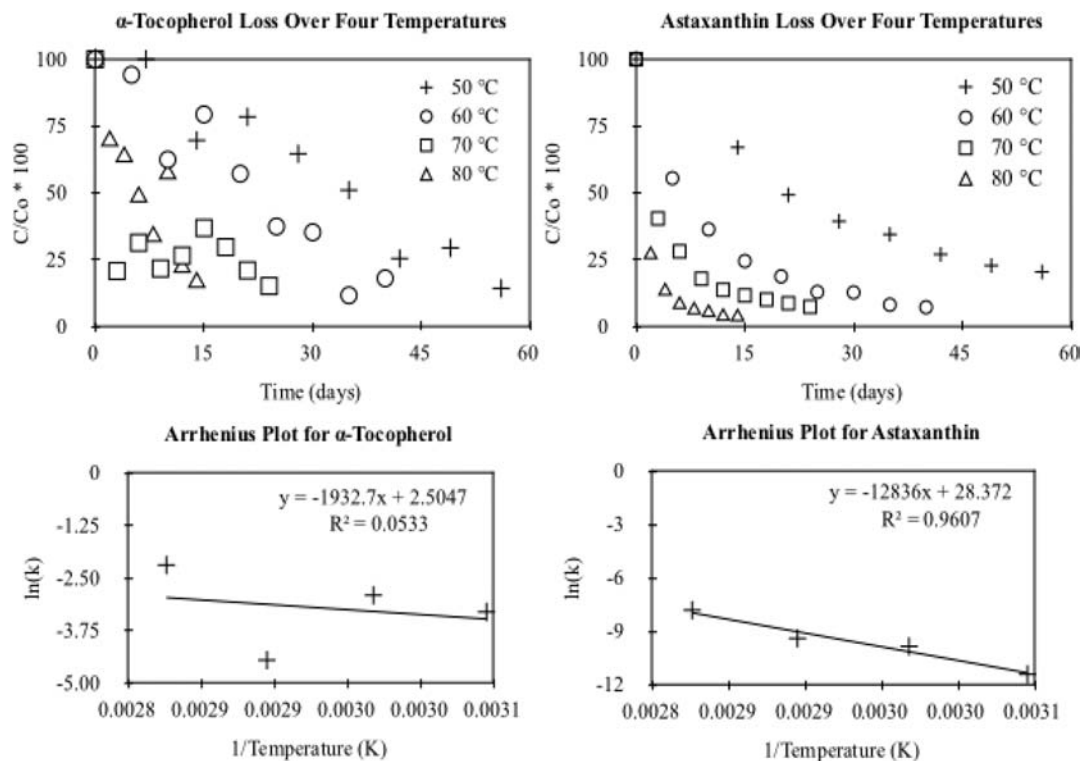 α-Tocopherol Loss Over Four Temperatures
100
75
50
25
0
C/Co * 100
+ 50 °C
○ 60 °C
□ 70 °C
△ 80 °C
0 15 30 45 60
Time (days)
Astaxanthin Loss Over Four Temperatures
100
75
50
25
0
C/Co * 100
+ 50 °C
○ 60 °C
□ 70 °C
△ 80 °C
0 15 30 45 60
Time (days)
Arrhenius Plot for α-Tocopherol
0
-1.25
-2.50
-3.75
-5.00
ln(k)
y = -1932.7x + 2.5047
R² = 0.0533
0.0028 0.0029 0.0029 0.0030 0.0030 0.0031
1/Temperature (K)
Arrhenius Plot for Astaxanthin
0
-3
-6
-9
-12
ln(k)
y = -12836x + 28.372
R² = 0.9607
0.0028 0.0029 0.0029 0.0030 0.0030 0.0031
1/Temperature (K)